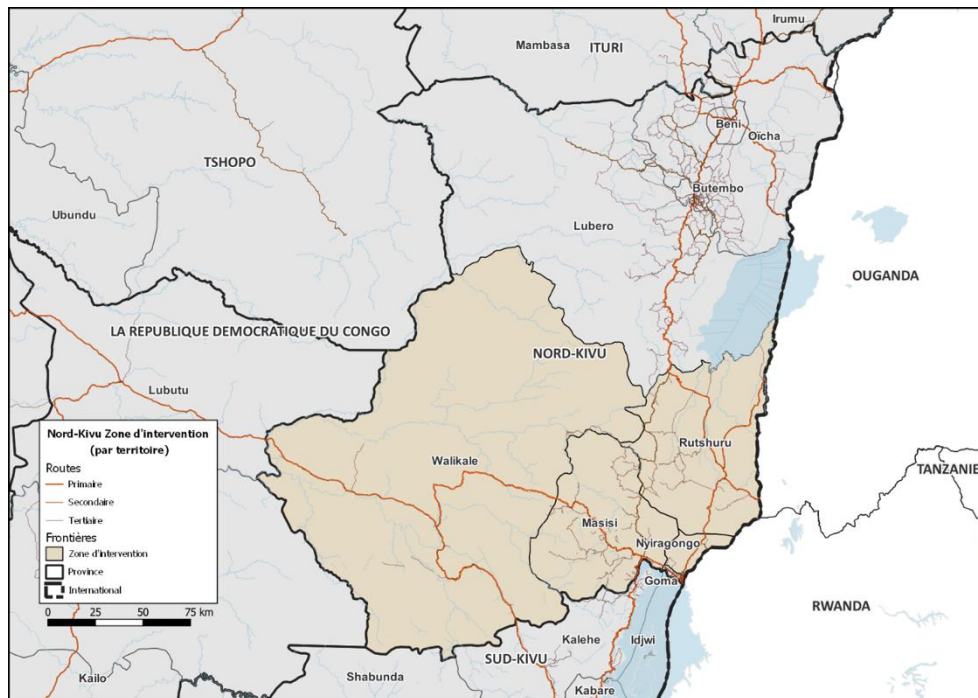 Irumu
Mambasa
ITURI
Beni
Oïcha
TSHOPO
Butembo
Ubundu
Lubero
OUGANDA
LA REPUBLIQUE DEMOCRATIQUE DU CONGO
NORD-KIVU
Lubutu
Nord-Kivu Zone d'intervention
(par territoire)
Routes
Primaire
Secondaire
Tertiaire
Frontières
Zone d'intervention
Province
International
0 25 50 75 km
Rutshuru
Walikale
TANZANIE
Masisi
Nyiragongo
Goma
RWANDA
Kalehe
Idjwi
SUD-KIVU
Shabunda
Kailo
Kabare